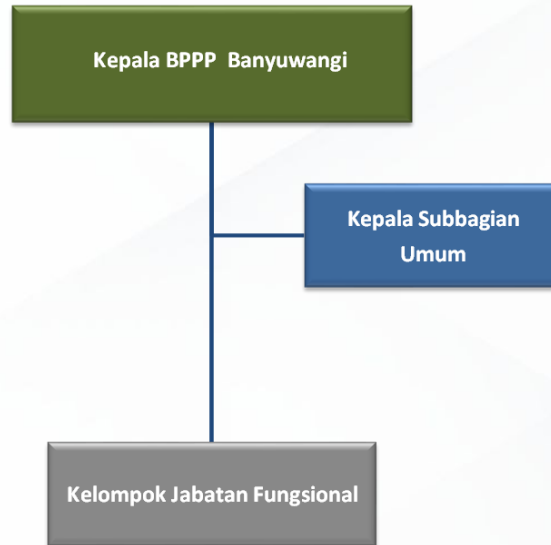 Kepala BPPP Banyuwangi
Kepala Subbagian
Umum
Kelompok Jabatan Fungsional